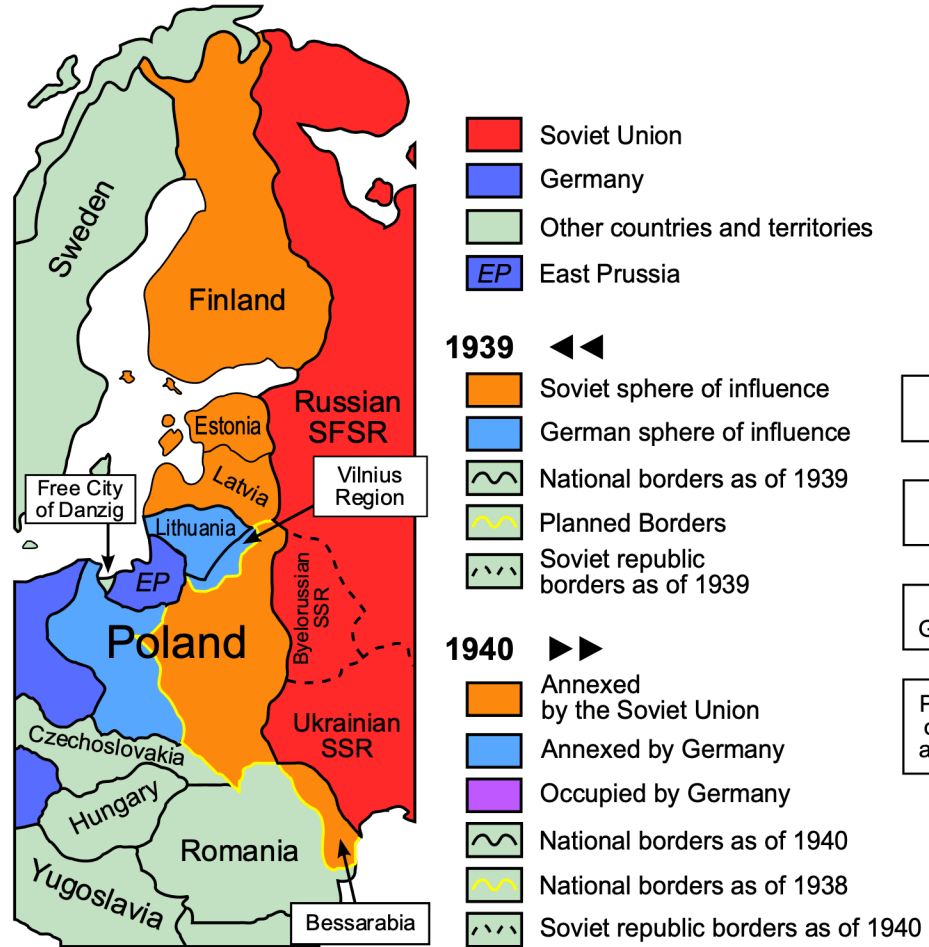 Sweden
Finland
Estonia
Latvia
Lithuania
Free City
of Danzig
Vilnius
Region
Russian
SFSR
EP
Poland
Byelorussian
SSR
Ukrainian
SSR
Czechoslovakia
Hungary
Romania
Yugoslavia
Bessarabia
Soviet Union
Germany
Other countries and territories
EP East Prussia
1939 ◄◄
Soviet sphere of influence
German sphere of influence
National borders as of 1939
Planned Borders
Soviet republic
borders as of 1939
1940 ►►
Annexed
by the Soviet Union
Annexed by Germany
Occupied by Germany
National borders as of 1940
National borders as of 1938
Soviet republic borders as of 1940